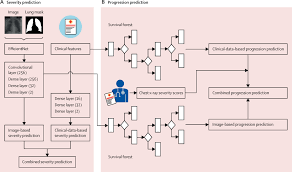 A Severity prediction
Image
Lung mask
EfficientNet
Clinical features
Convolutional
layer (256)
Dense layer (256)
Dense layer (32)
Dense layer (2)
Dense layer (32)
Dense layer (2)
Image-based
severity prediction
Clinical-data-based
severity prediction
Combined severity prediction
B Progression prediction
Survival forest
Clinical-data-based progression prediction
Chest x-ray severity scores
Combined progression prediction
Image-based progression prediction
Survival forest